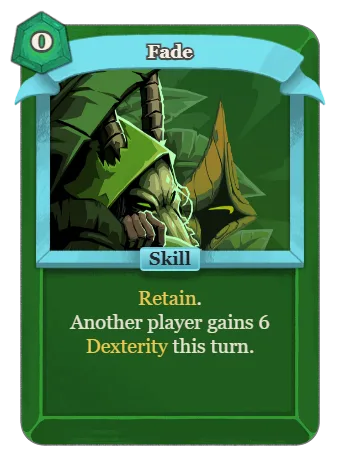 0
Fade
Skill
Retain.
Another player gains 6
Dexterity this turn.